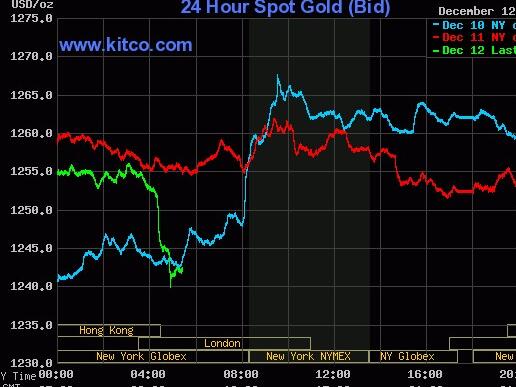 USD/oz
24 Hour Spot Gold (Bid)
December 12
Dec 10 NY
Dec 11 NY
Dec 12 Last
www.kitco.com
1275.0
1270.0
1265.0
1260.0
1255.0
1250.0
1245.0
1240.0
1235.0
1230.0
Hong Kong
London
New York Globex
New York NYMEX
NY Globex
New
Y Time
00:00
04:00
08:00
12:00
16:00
20:
GMT